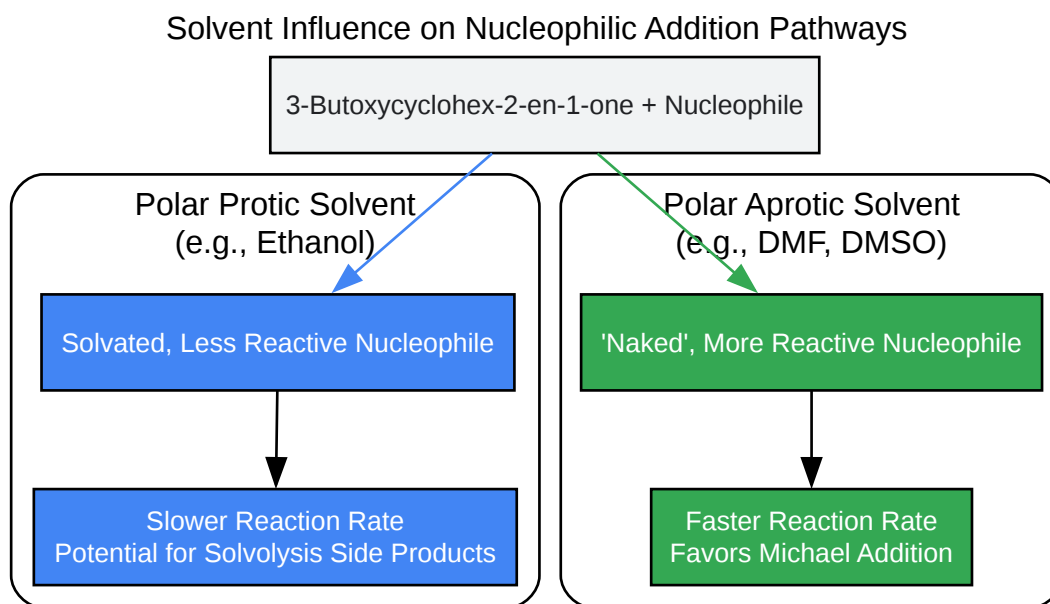 Solvent Influence on Nucleophilic Addition Pathways
3-Butoxycyclohex-2-en-1-one + Nucleophile
Polar Protic Solvent
(e.g., Ethanol)
Solvated, Less Reactive Nucleophile
Slower Reaction Rate
Potential for Solvolysis Side Products
Polar Aprotic Solvent
(e.g., DMF, DMSO)
'Naked', More Reactive Nucleophile
Faster Reaction Rate
Favors Michael Addition